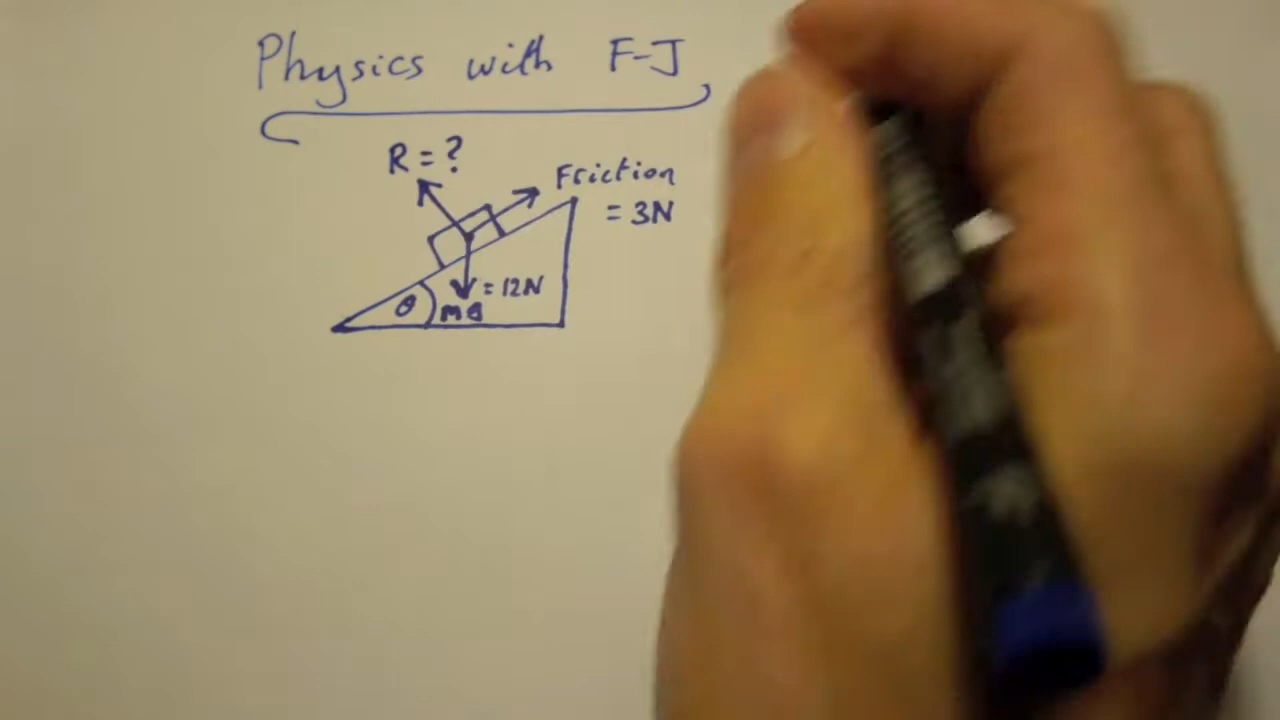 Physics with F-J
R = ?
Friction
= 3N
= 12N
θ
mg